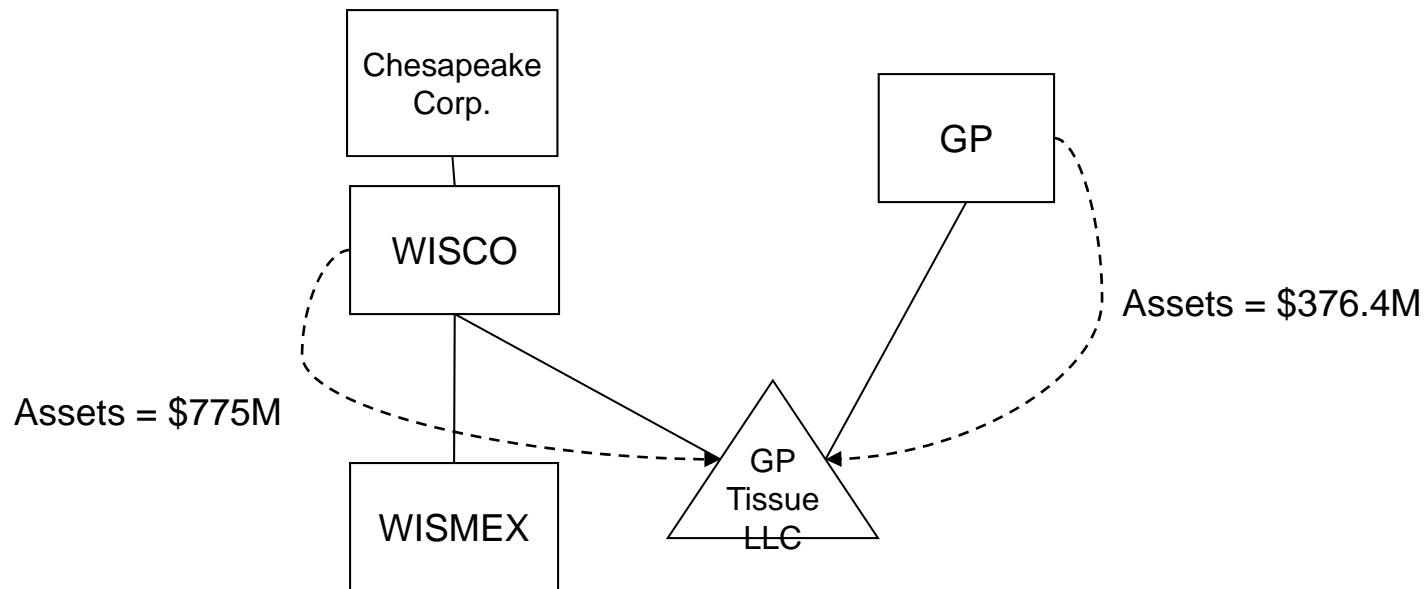 Chesapeake
Corp.
GP
WISCO
Assets = $376.4M
Assets = $775M
GP
Tissue
LLC
WISMEX